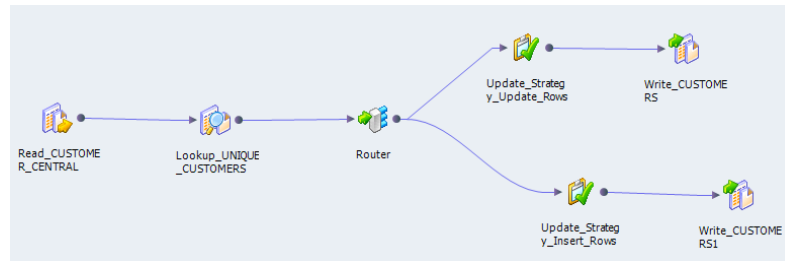 Update_Strateg
y_Update_Rows
Write_CUSTOME
RS
Read_CUSTOME
R_CENTRAL
Lookup_UNIQUE
_CUSTOMERS
Router
Update_Strateg
y_Insert_Rows
Write_CUSTOME
RS1